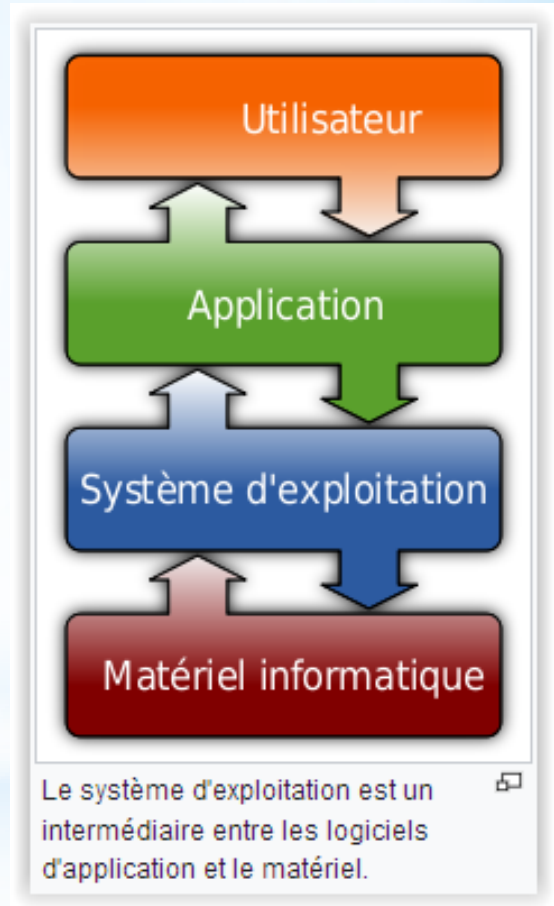 Utilisateur
Application
Système d'exploitation
Matériel informatique
Le système d'exploitation est un
intermédiaire entre les logiciels
d'application et le matériel.